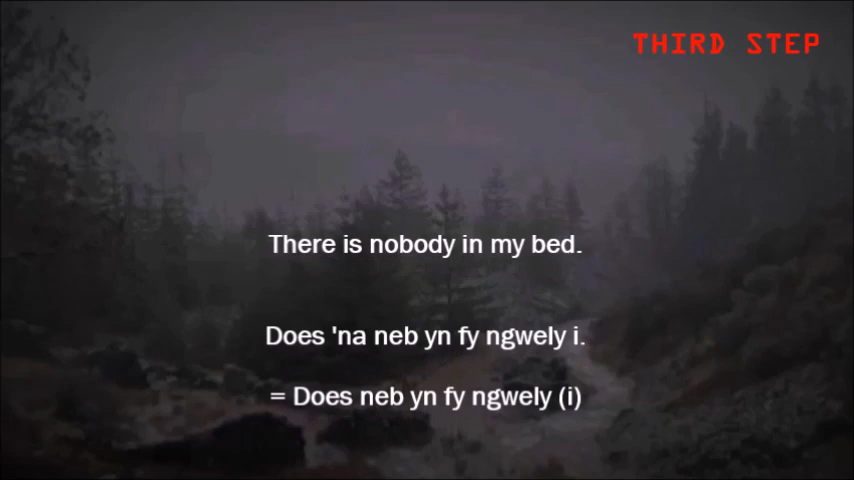 THIRD STEP
There is nobody in my bed.
Does 'na neb yn fy ngwely i.
= Does neb yn fy ngwely (i)